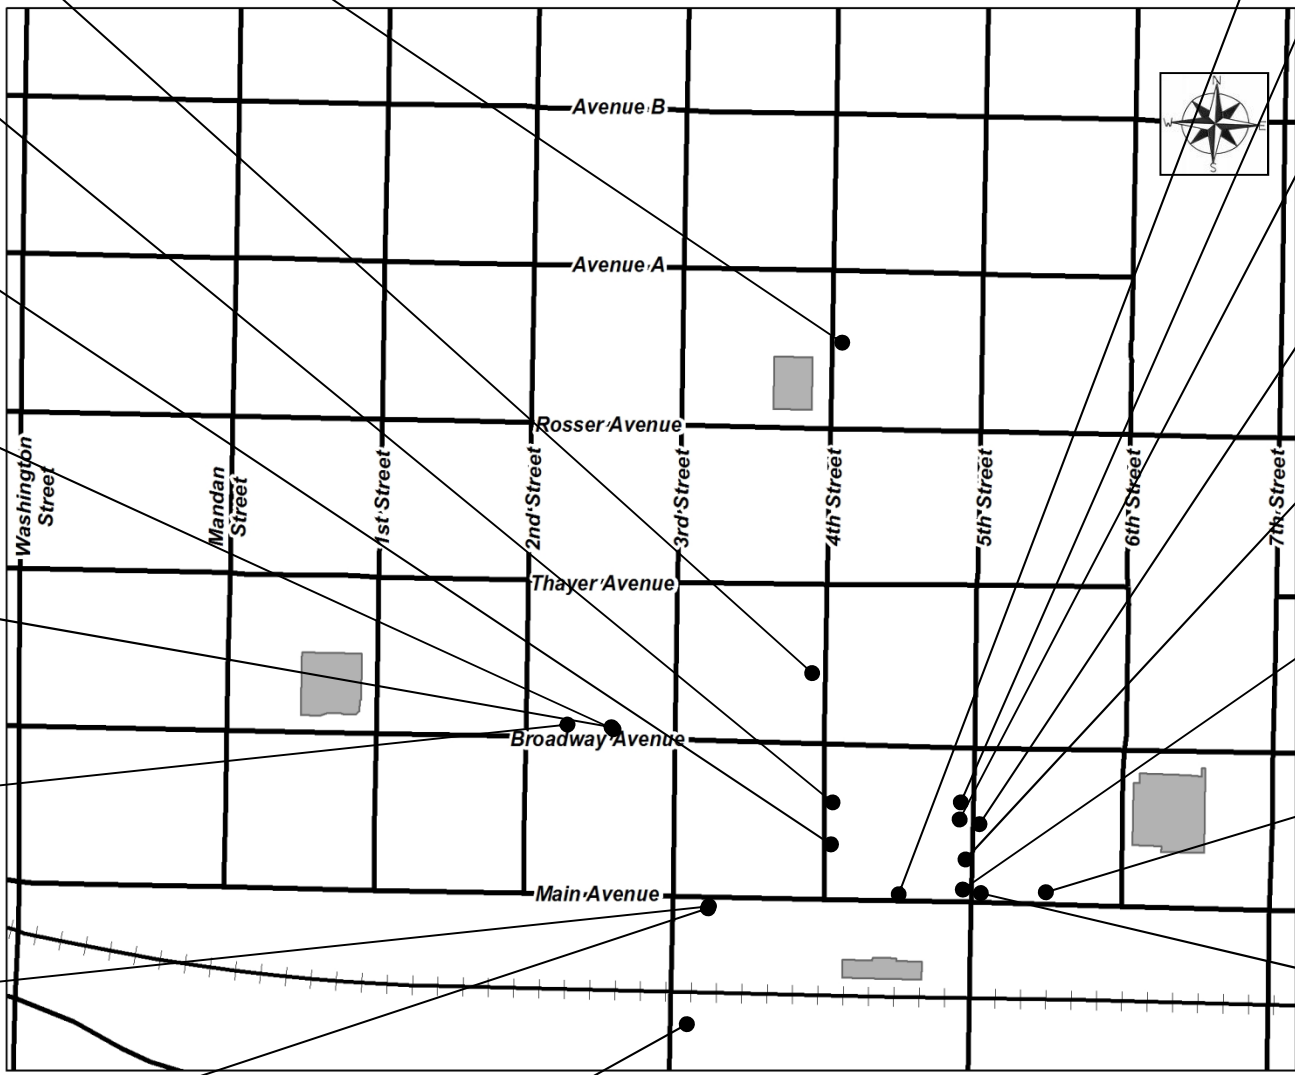 N
W
E
S
Avenue B
Avenue A
Rosser Avenue
Washington
Street
Mandan
Street
1st Street
2nd Street
3rd Street
4th Street
5th Street
6th Street
7th Street
Thayer Avenue
Broadway Avenue
Main Avenue